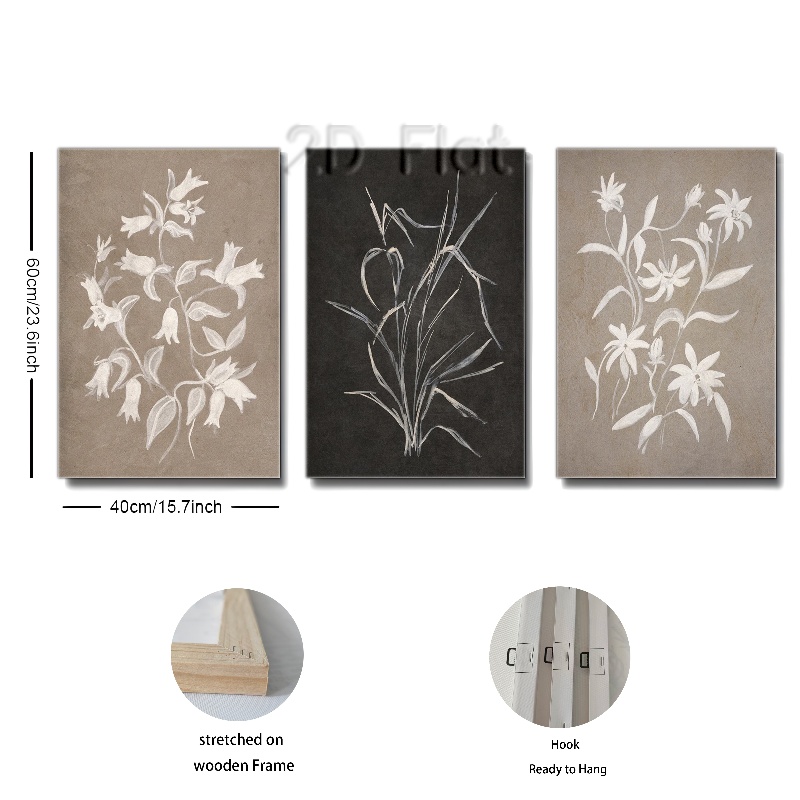 2D Flat
60cm/23.6inch
40cm/15.7inch
stretched on
wooden Frame
Hook
Ready to Hang